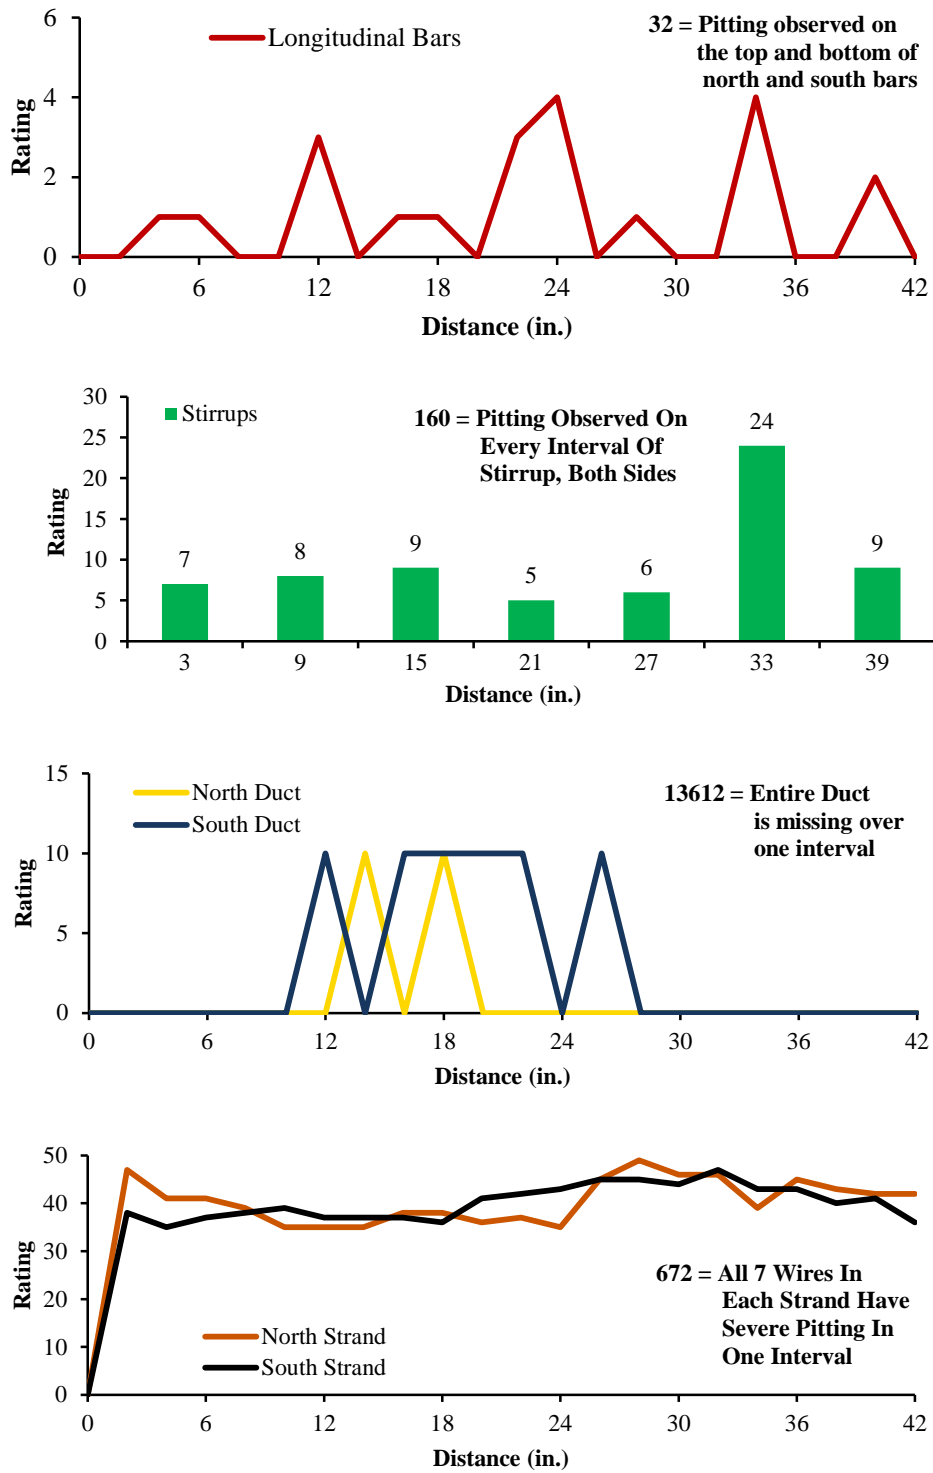 6
Longitudinal Bars
32 = Pitting observed on
the top and bottom of
north and south bars
4
2
0
Rating
0 6 12 18 24 30 36 42
Distance (in.)
30
Stirrups
160 = Pitting Observed On
Every Interval Of
Stirrup, Both Sides
25
20
15
10
5
0
Rating
7 8 9 5 6 24 9
3 9 15 21 27 33 39
Distance (in.)
15
North Duct
South Duct
13612 = Entire Duct
is missing over
one interval
10
5
0
Rating
0 6 12 18 24 30 36 42
Distance (in.)
50
40
30
20
10
0
Rating
672 = All 7 Wires In
Each Strand Have
Severe Pitting In
One Interval
North Strand
South Strand
0 6 12 18 24 30 36 42
Distance (in.)